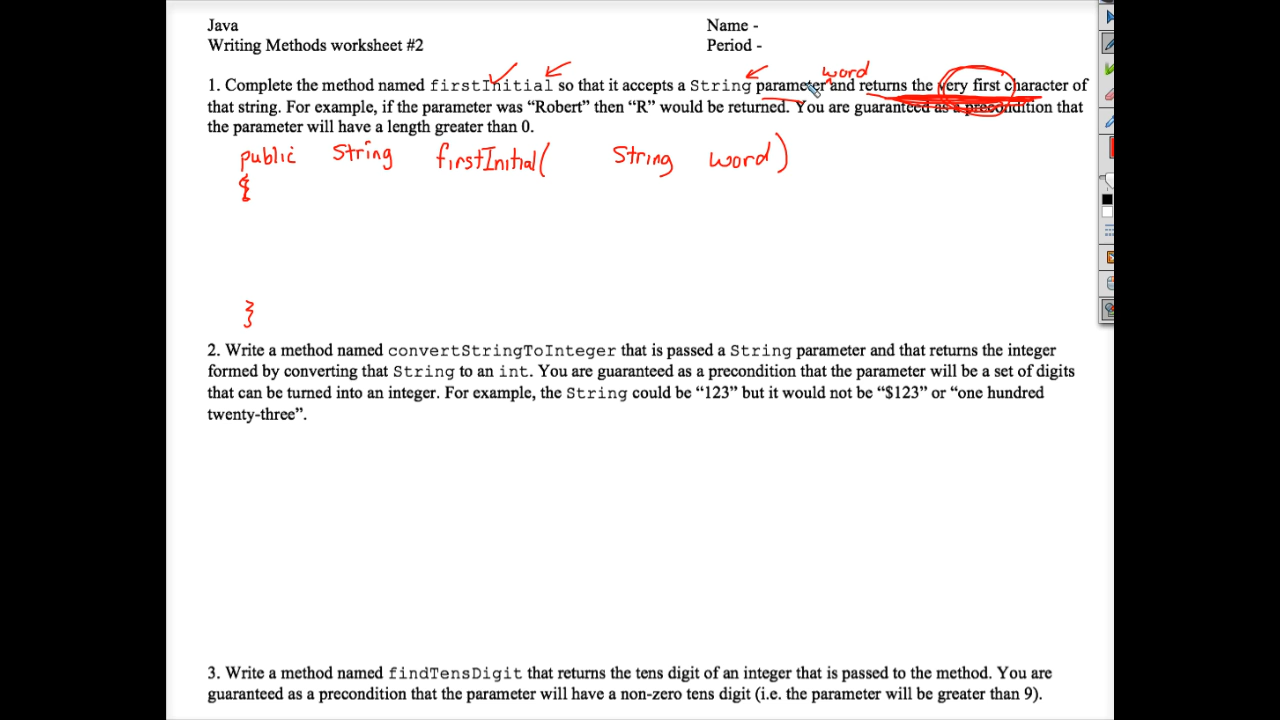 Java Name -
Writing Methods worksheet #2 Period -
word
1. Complete the method named firstInitial so that it accepts a String parameter and returns the very first character of
that string. For example, if the parameter was “Robert” then “R” would be returned. You are guaranteed as a precondition that
the parameter will have a length greater than 0.
public String firstInitial( String word)
{
}
2. Write a method named convertStringToInteger that is passed a String parameter and that returns the integer
formed by converting that String to an int. You are guaranteed as a precondition that the parameter will be a set of digits
that can be turned into an integer. For example, the String could be “123” but it would not be “$123” or “one hundred
twenty-three”.
3. Write a method named findTensDigit that returns the tens digit of an integer that is passed to the method. You are
guaranteed as a precondition that the parameter will have a non-zero tens digit (i.e. the parameter will be greater than 9).